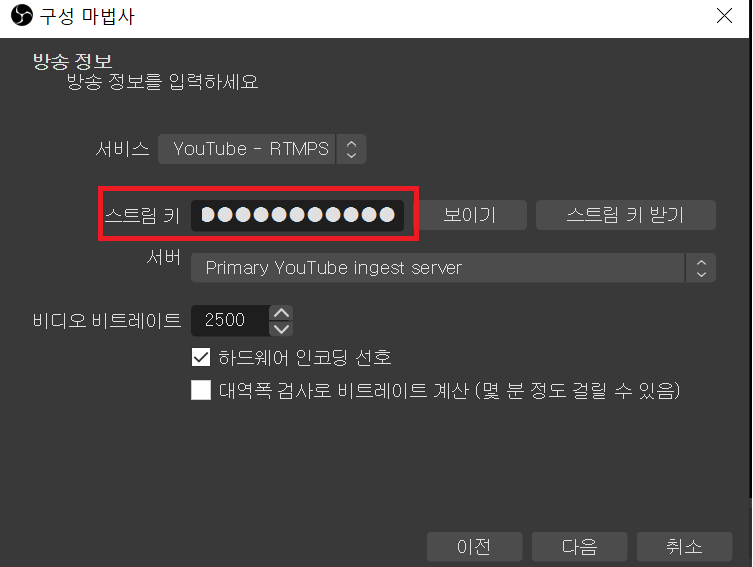 구성 마법사
방송 정보
방송 정보를 입력하세요
서비스 YouTube - RTMPS
스트림 키 ●●●●●●●●●●● 보이기 스트림 키 받기
서버 Primary YouTube ingest server
비디오 비트레이트 2500
하드웨어 인코딩 선호
대역폭 검사로 비트레이트 계산 (몇 분 정도 걸릴 수 있음)
이전 다음 취소